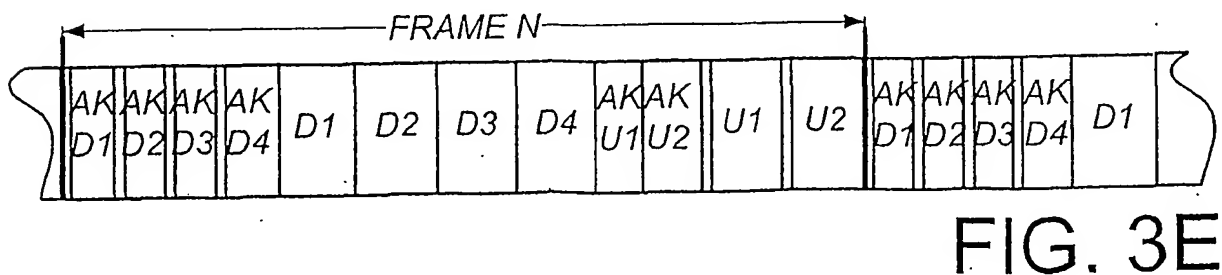 FRAME N
AK AK AK AK D1 D2 D3 D4 AK AK U1 U2 AK AK AK AK D1
D1 D2 D3 D4 U1 U2 D1 D2 D3 D4
FIG. 3E